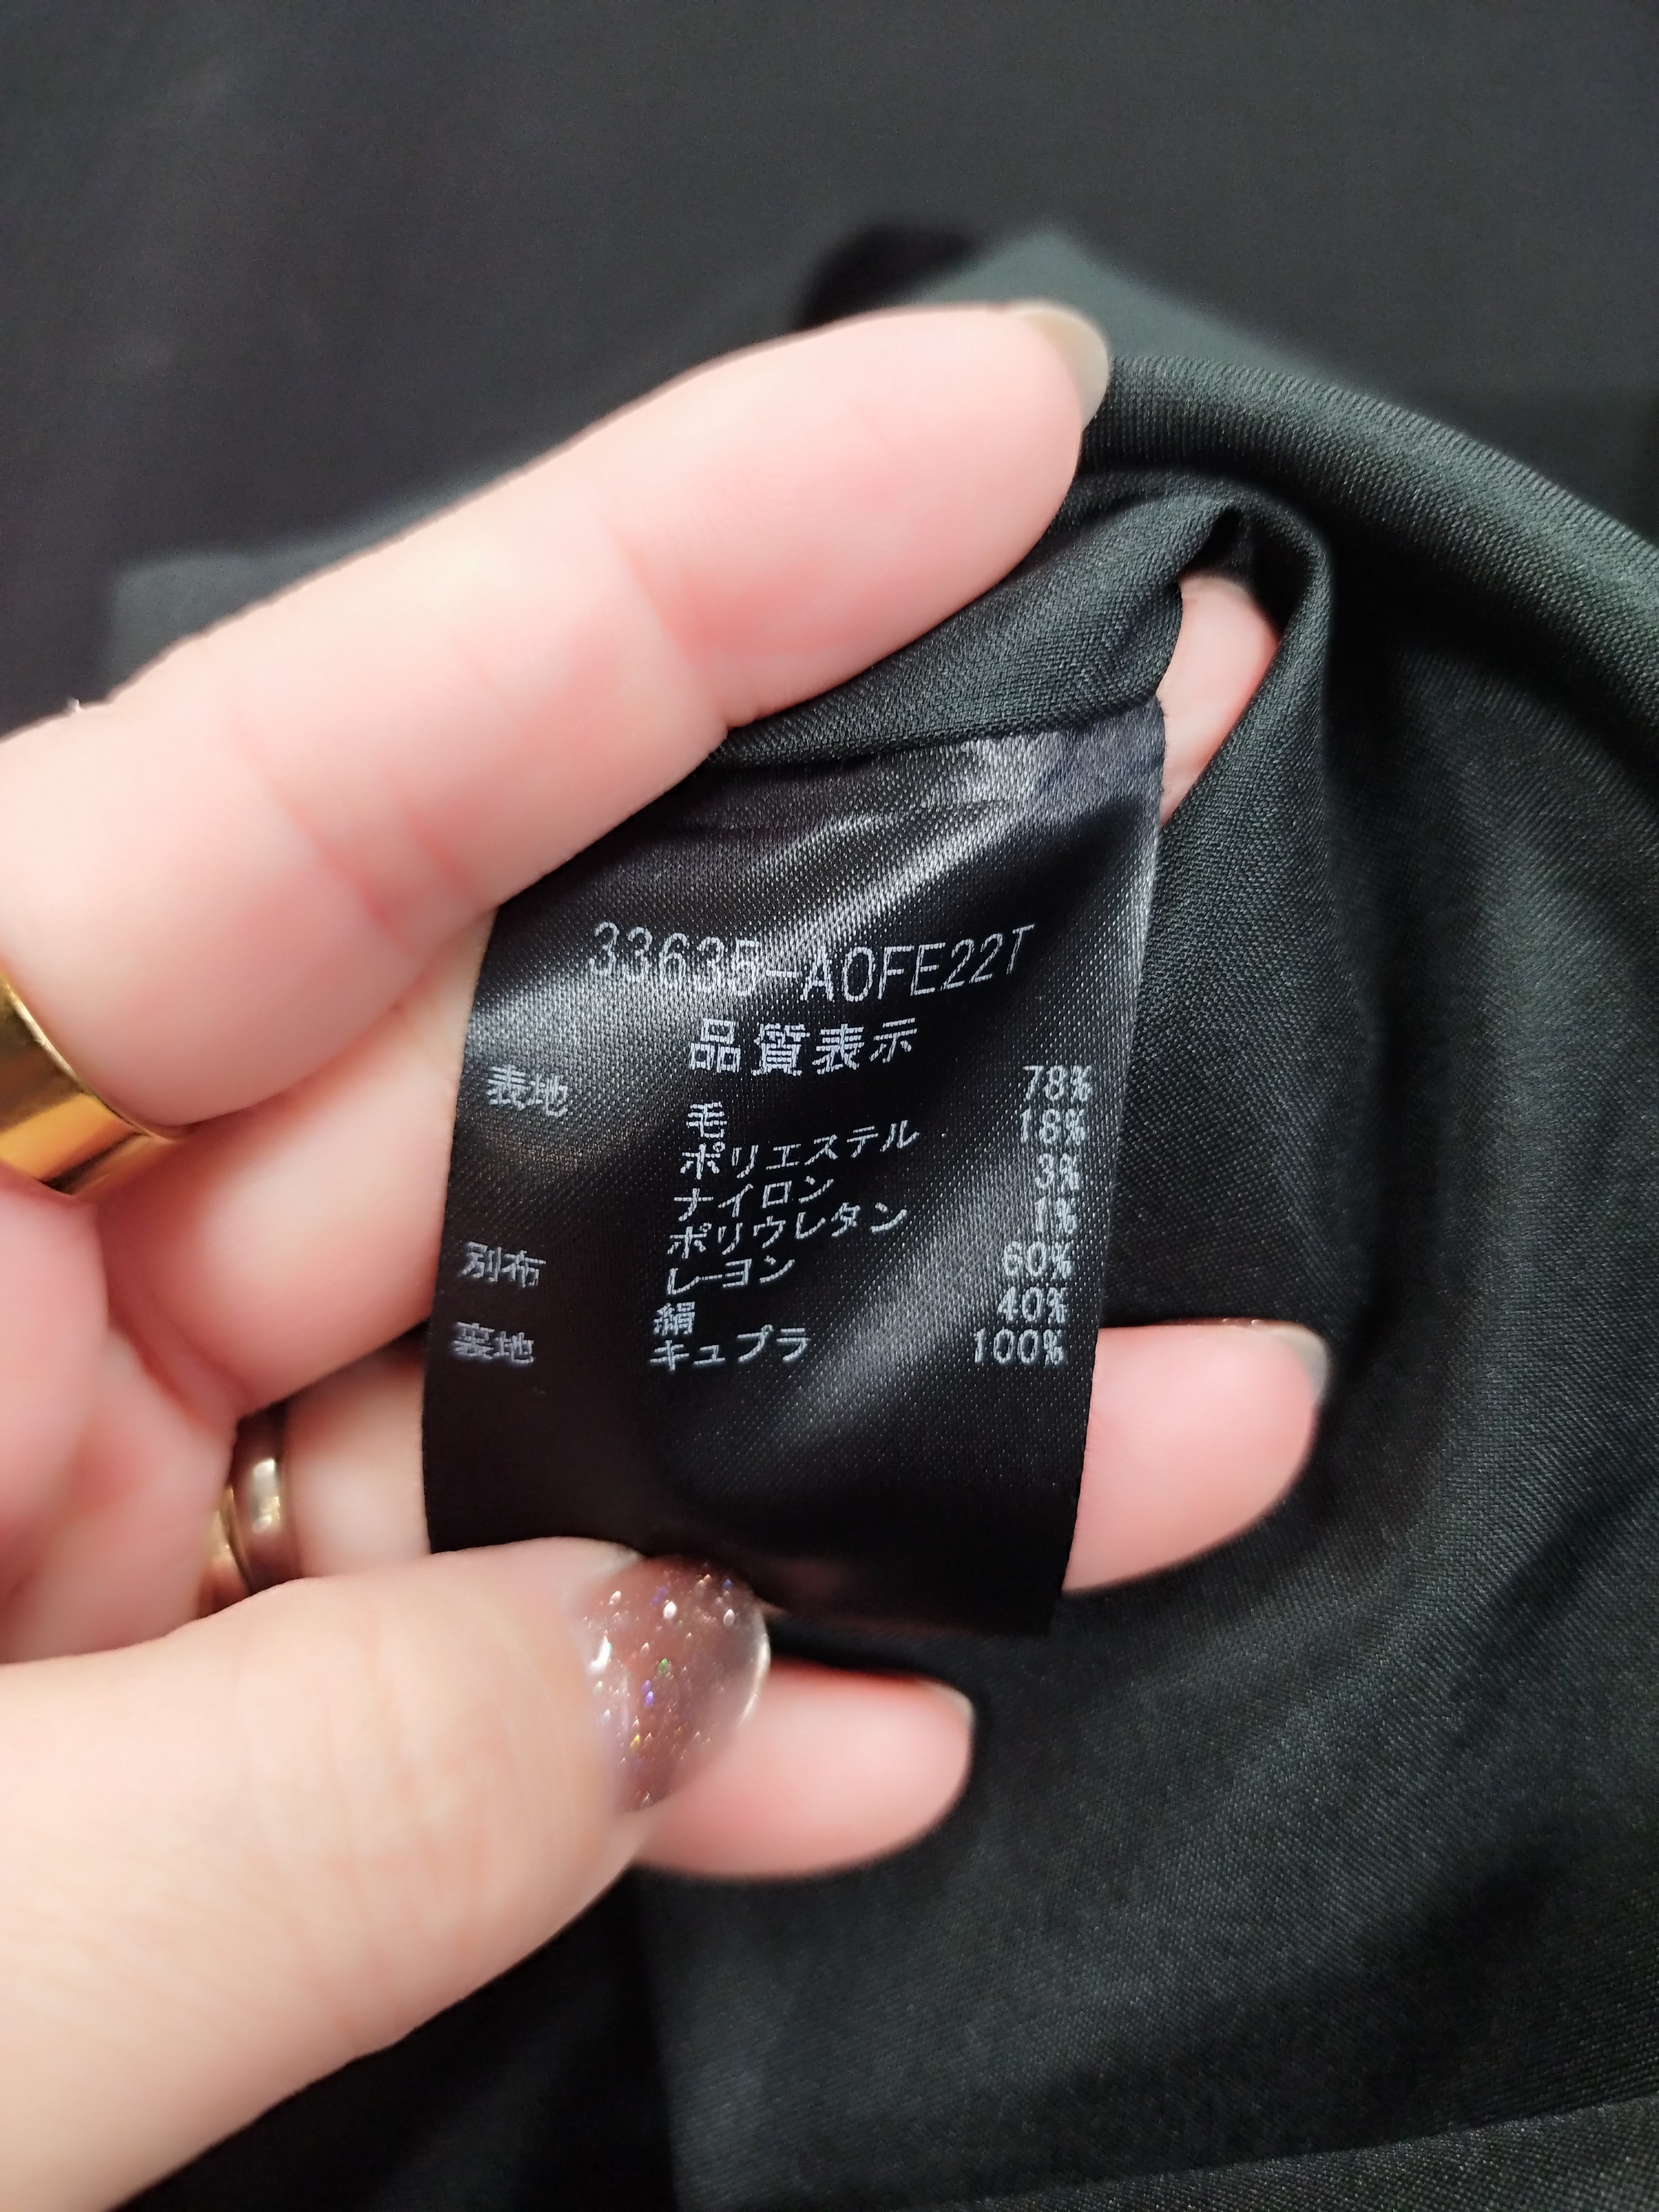 33635-A0FE22T
品質表示
表地 毛 78%
ポリエステル 18%
ナイロン 3%
ポリウレタン 1%
別布 レーヨン 60%
絹 40%
裏地 キュプラ 100%